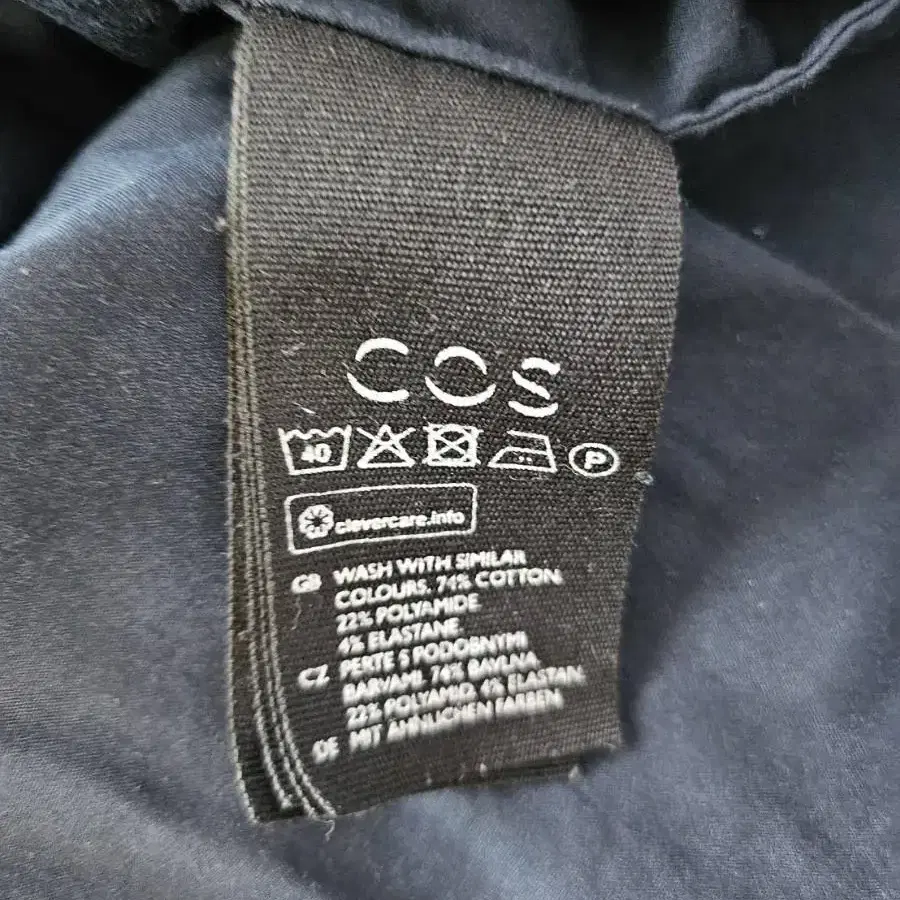 COS
40 P
clevercare.info
GB WASH WITH SIMILAR
COLOURS. 74% COTTON.
22% POLYAMIDE.
4% ELASTANE.
CZ PERTE S PODOBNYMI
BARVAMI. 74% BAVLNA.
22% POLYAMID. 4% ELASTAN.
DE MIT ÄHNLICHEN FARBEN